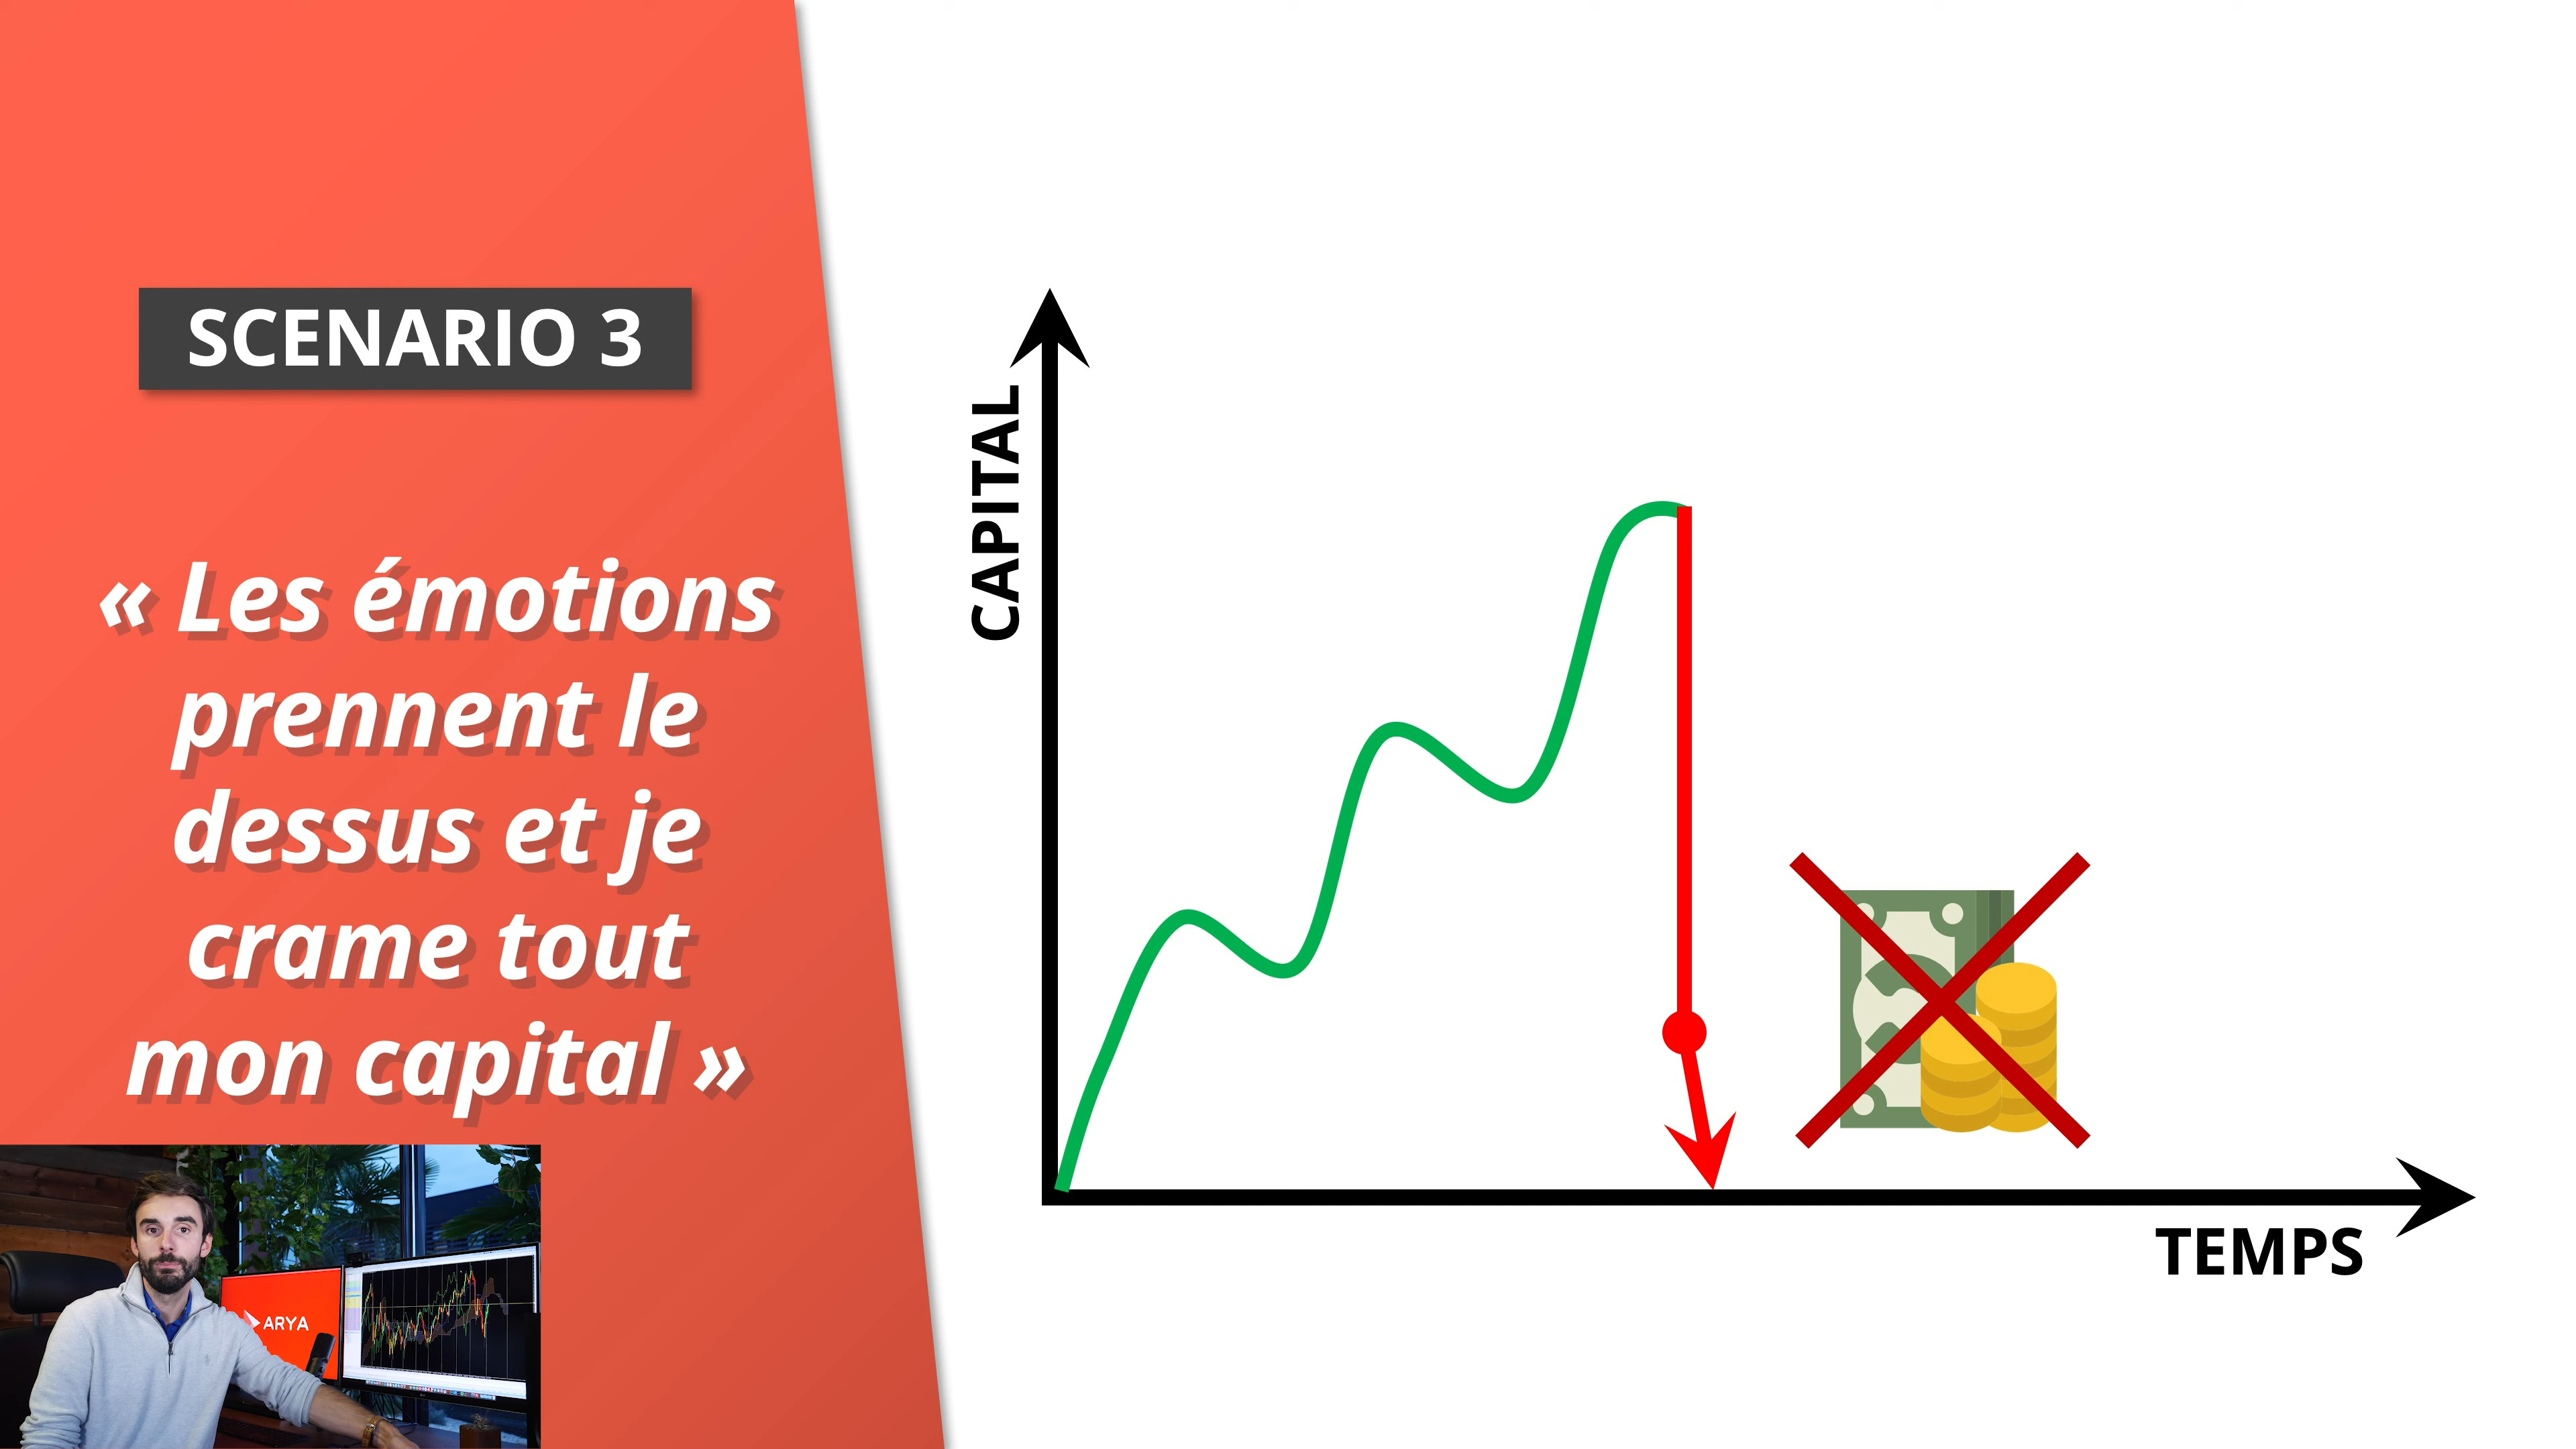 SCENARIO 3
« Les émotions
prennent le
dessus et je
crame tout
mon capital »
CAPITAL
TEMPS
ARYA